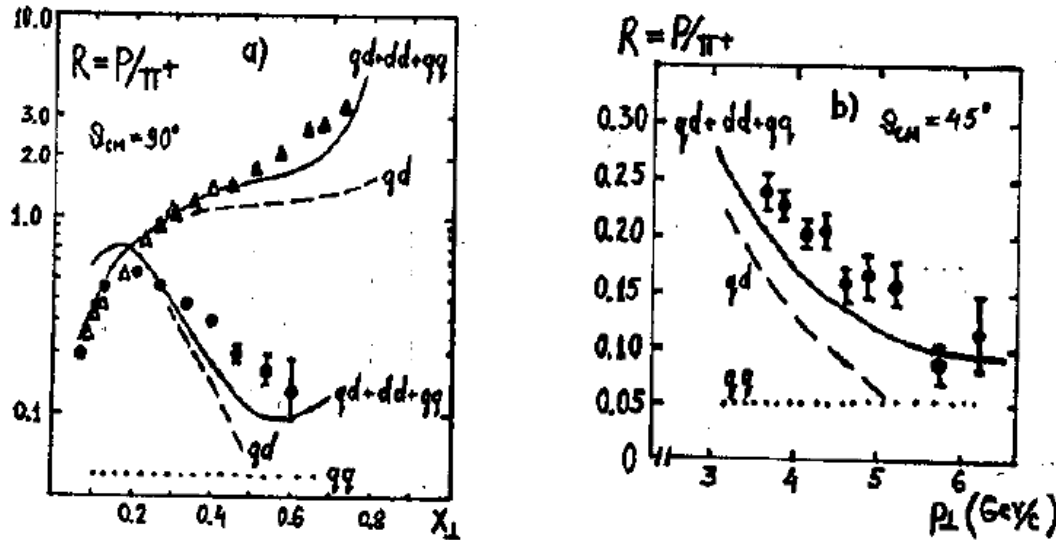 a)
R = P/π+
ϑCM = 90°
qd+dd+qq
qd
qd+dd+qq
qd
qq
10.0
3.0
2.0
1.0
0.1
0.2 0.4 0.6 0.8 X⊥
R = P/π+
b) ϑCM = 45°
qd+dd+qq
qd
qq
0.30
0.25
0.20
0.15
0.10
0.05
0
3 4 5 6
p⊥ (GeV/c)